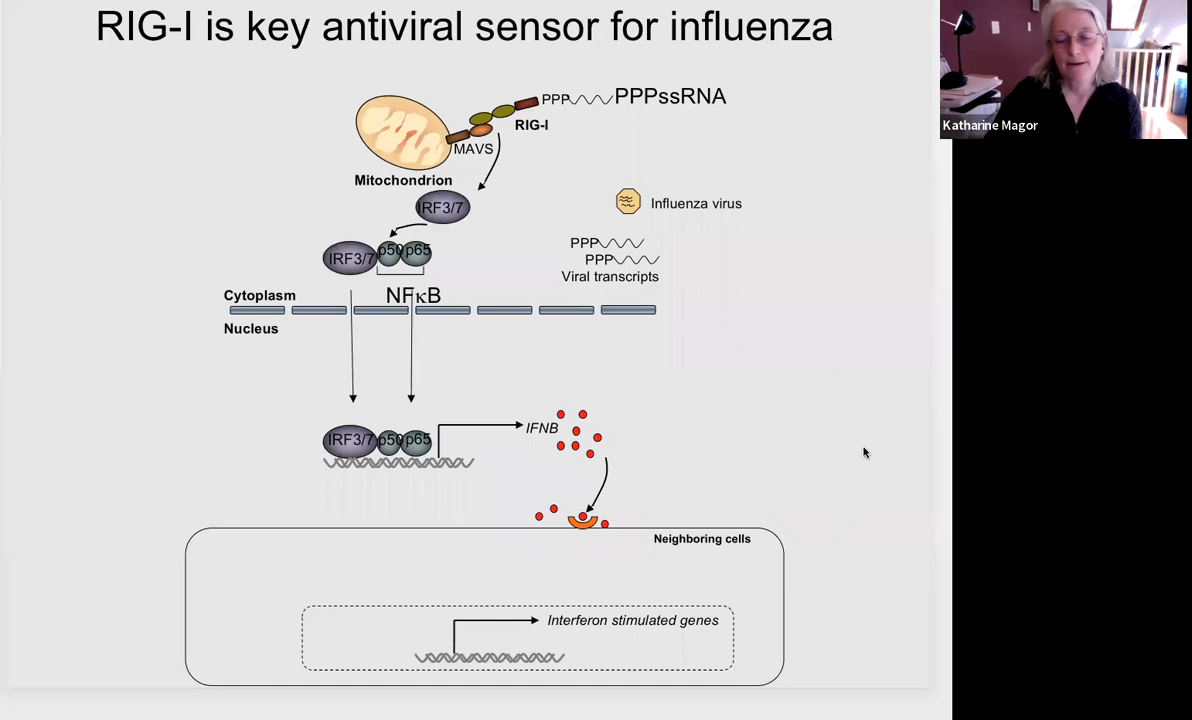 RIG-I is key antiviral sensor for influenza
PPP
PPPssRNA
RIG-I
MAVS
Mitochondrion
IRF3/7
Influenza virus
IRF3/7
p50
p65
PPP
PPP
Viral transcripts
Cytoplasm
NFκB
Nucleus
IRF3/7
p50
p65
IFNB
Neighboring cells
Interferon stimulated genes
Katharine Magor